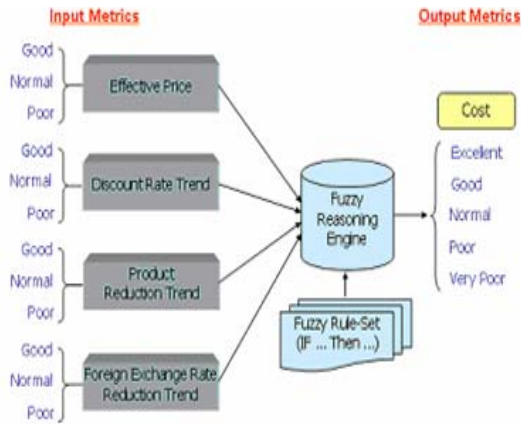 Input Metrics
Output Metrics
Good
Normal
Poor
Effective Price
Good
Normal
Poor
Discount Rate Trend
Good
Normal
Poor
Product
Reduction Trend
Good
Normal
Poor
Foreign Exchange Rate
Reduction Trend
Fuzzy
Reasoning
Engine
Fuzzy Rule-Set
(IF ... Then ...)
Cost
Excellent
Good
Normal
Poor
Very Poor